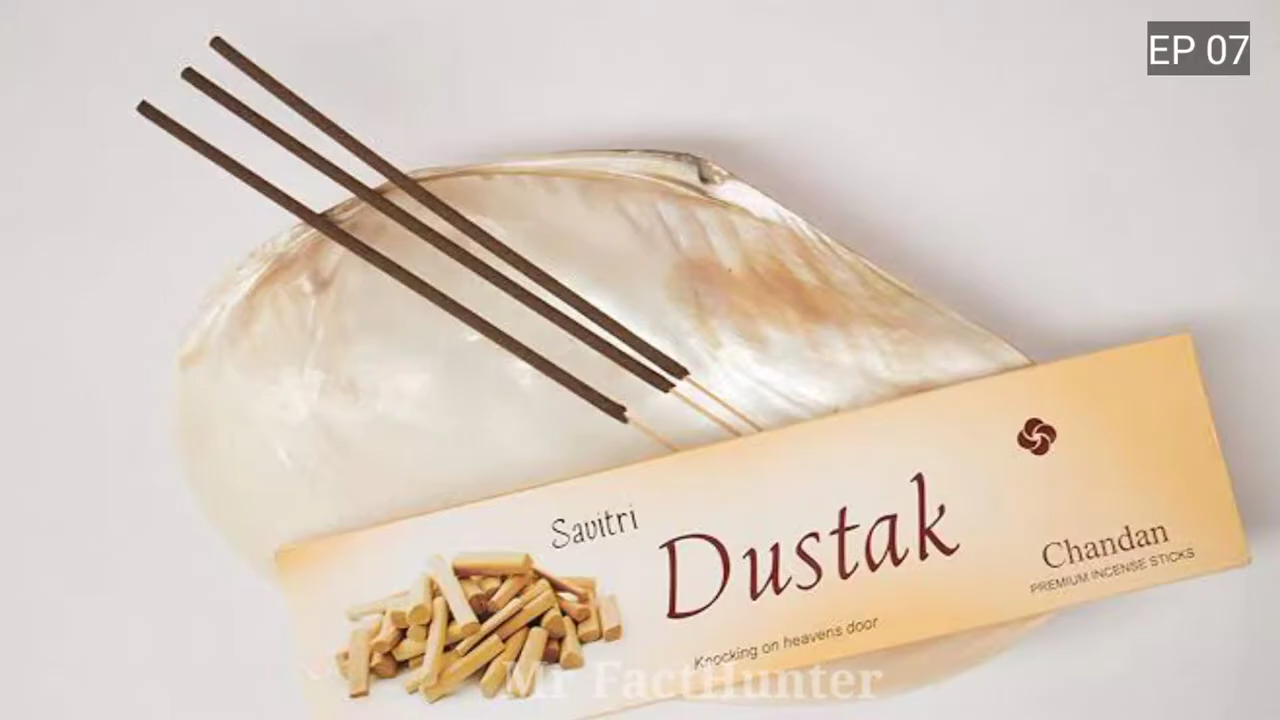 EP 07
Savitri
Dustak
Chandan
PREMIUM INCENSE STICKS
Knocking on heavens door
Mr FactHunter